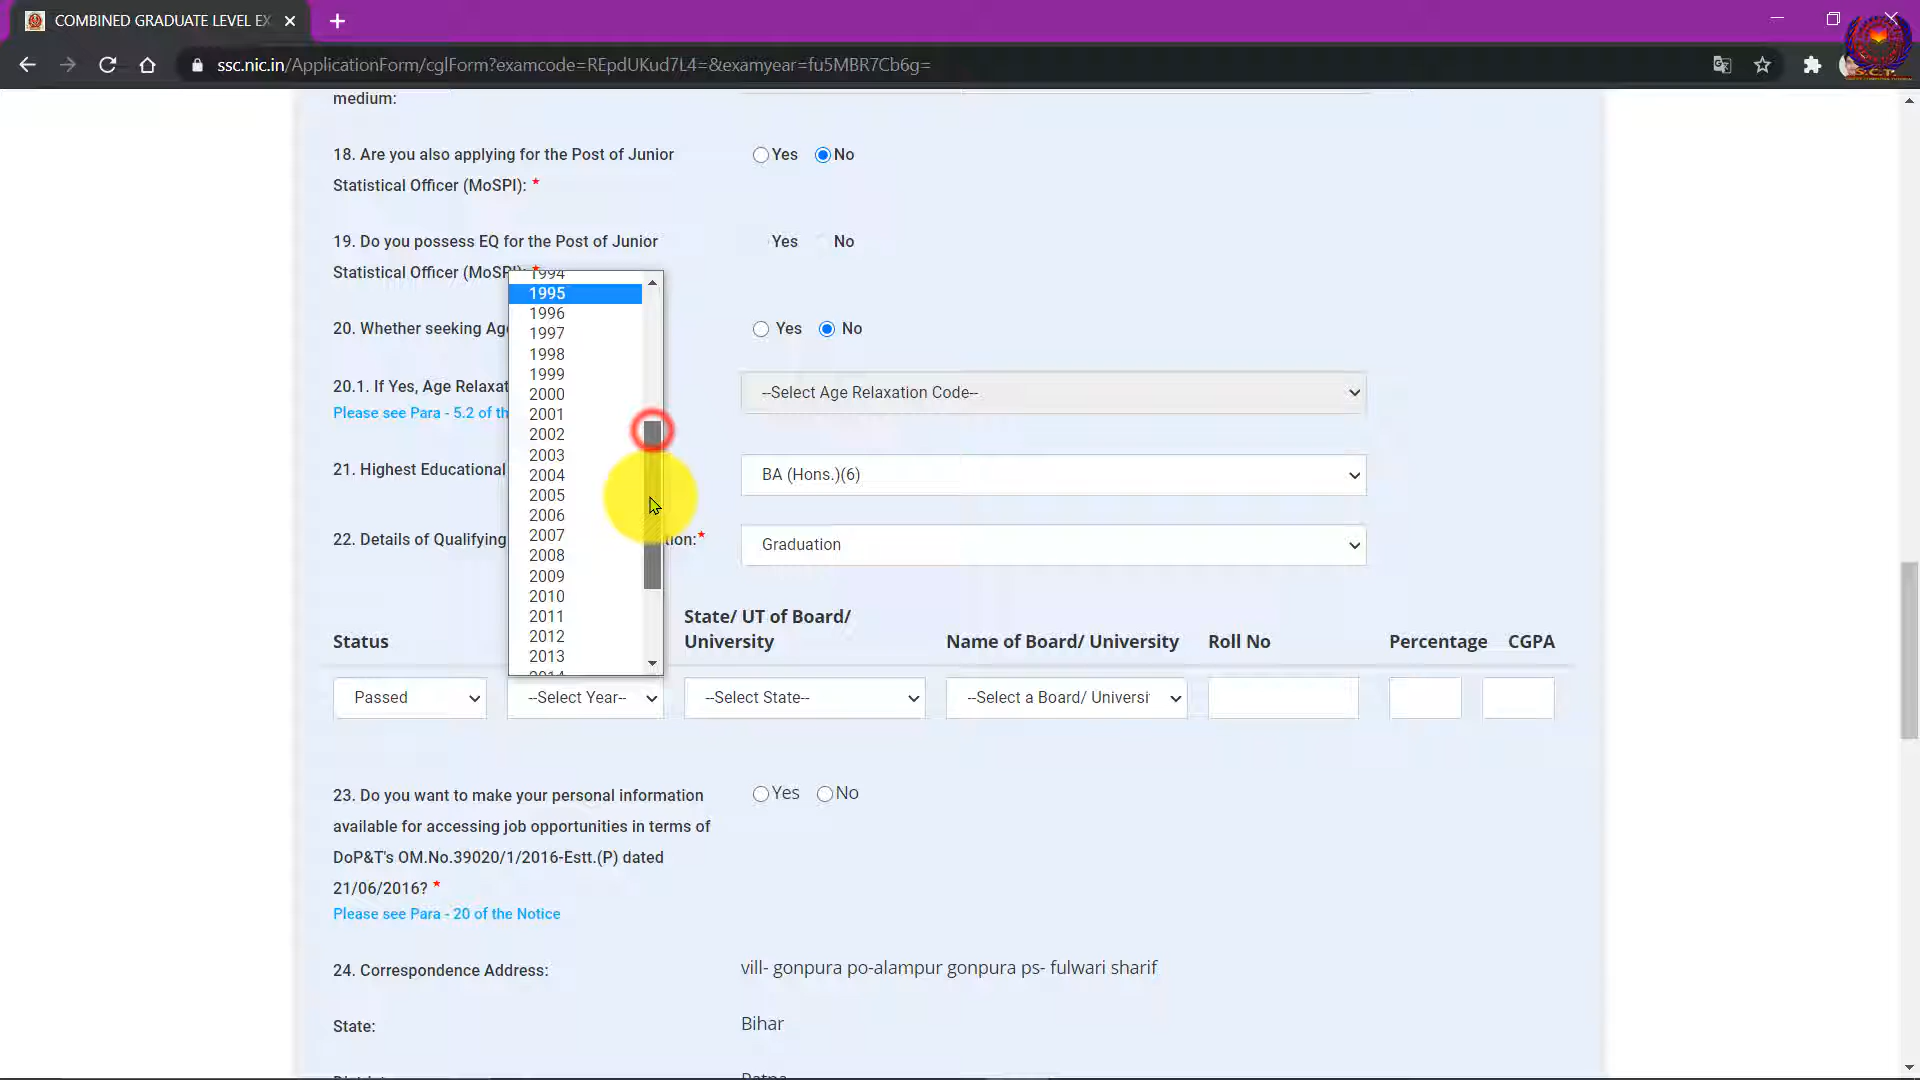 COMBINED GRADUATE LEVEL EX
ssc.nic.in/ApplicationForm/cglForm?examcode=REpdUKud7L4=&examyear=fu5MBR7Cb6g=
S.C.T.
medium:
18. Are you also applying for the Post of Junior
Statistical Officer (MoSPI): *
Yes No
19. Do you possess EQ for the Post of Junior
Statistical Officer (MoSPI): *
Yes No
20. Whether seeking Ag
Yes No
20.1. If Yes, Age Relaxat
Please see Para - 5.2 of th
--Select Age Relaxation Code--
21. Highest Educational
BA (Hons.)(6)
22. Details of Qualifying
ion:*
Graduation
1994
1995
1996
1997
1998
1999
2000
2001
2002
2003
2004
2005
2006
2007
2008
2009
2010
2011
2012
2013
2014
Status
State/ UT of Board/
University
Name of Board/ University
Roll No
Percentage
CGPA
Passed
--Select Year--
--Select State--
--Select a Board/ Universi
23. Do you want to make your personal information
available for accessing job opportunities in terms of
DoP&T's OM.No.39020/1/2016-Estt.(P) dated
21/06/2016? *
Please see Para - 20 of the Notice
Yes No
24. Correspondence Address:
vill- gonpura po-alampur gonpura ps- fulwari sharif
State:
Bihar